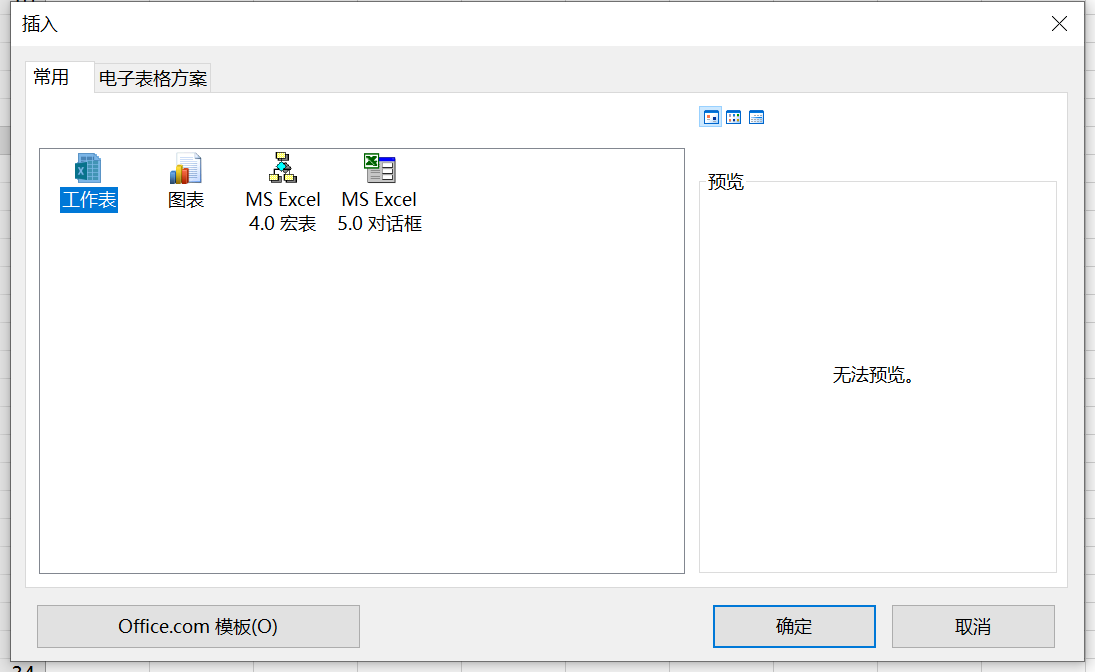 插入
常用
电子表格方案
工作表
图表
MS Excel
4.0 宏表
MS Excel
5.0 对话框
预览
无法预览。
Office.com 模板(O)
确定
取消